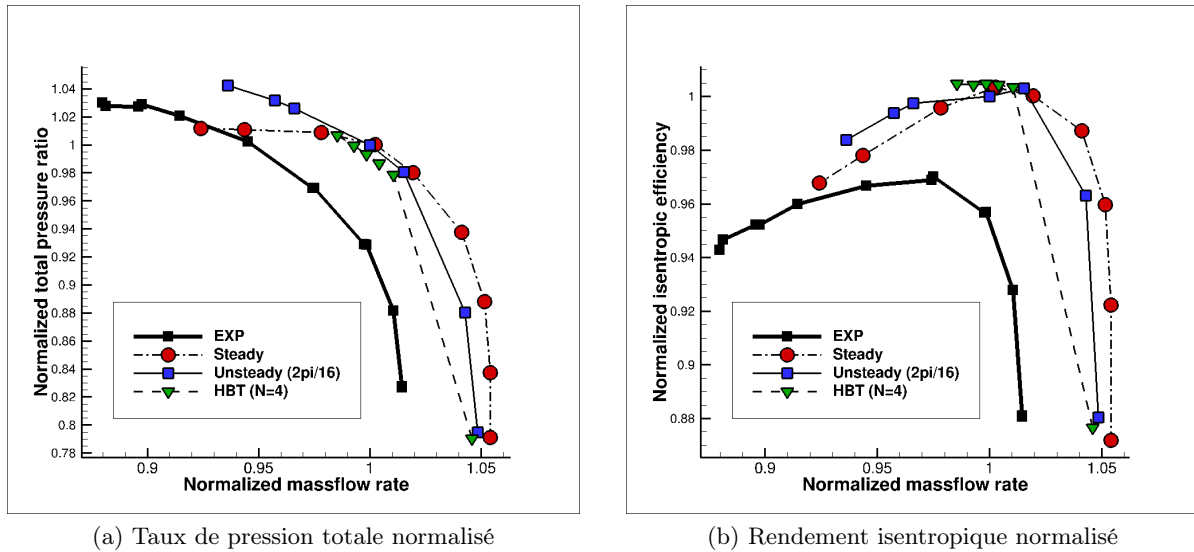 Normalized total pressure ratio
1.04
1.02
1
0.98
0.96
0.94
0.92
0.9
0.88
0.86
0.84
0.82
0.8
0.78
EXP
Steady
Unsteady (2pi/16)
HBT (N=4)
0.9
0.95
1
1.05
Normalized massflow rate
(a) Taux de pression totale normalisé
Normalized isentropic efficiency
1
0.98
0.96
0.94
0.92
0.9
0.88
EXP
Steady
Unsteady (2pi/16)
HBT (N=4)
0.9
0.95
1
1.05
Normalized massflow rate
(b) Rendement isentropique normalisé